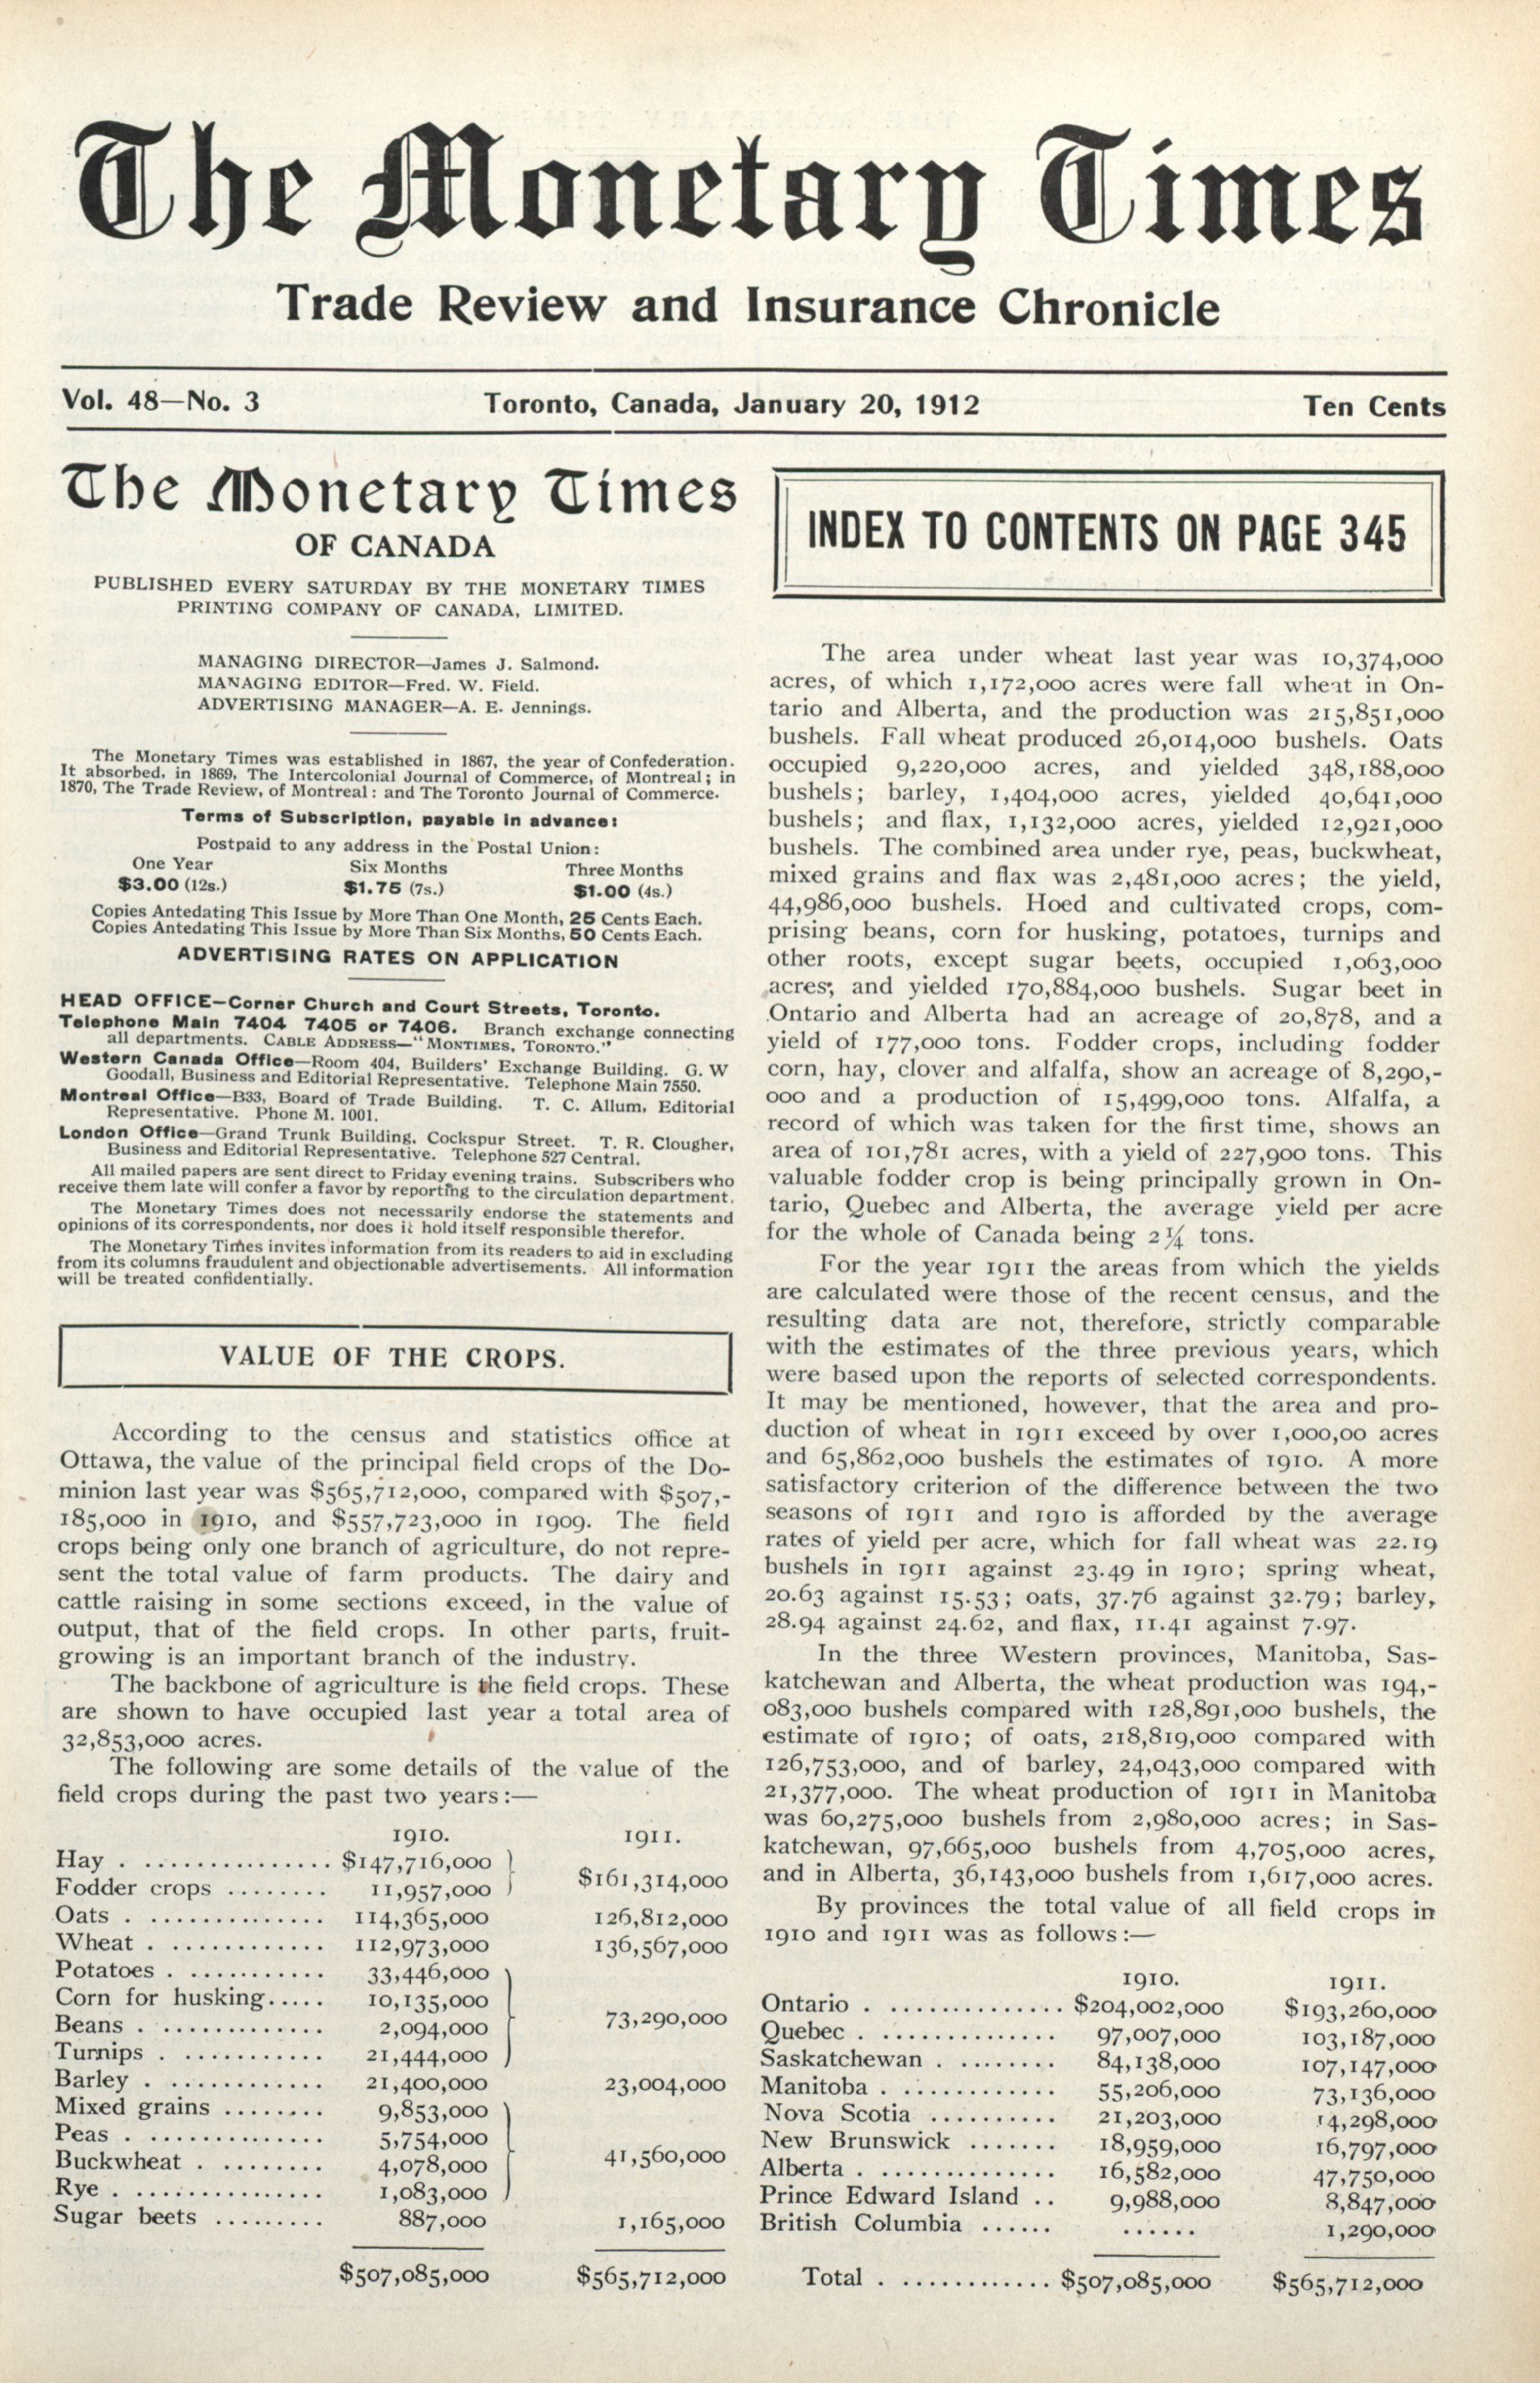 The Monetary Times
Trade Review and Insurance Chronicle
Vol. 48—No. 3 Toronto, Canada, January 20, 1912 Ten Cents
The Monetary Times
OF CANADA
PUBLISHED EVERY SATURDAY BY THE MONETARY TIMES
PRINTING COMPANY OF CANADA, LIMITED.
MANAGING DIRECTOR—James J. Salmond.
MANAGING EDITOR—Fred. W. Field.
ADVERTISING MANAGER—A. E. Jennings.
The Monetary Times was established in 1867, the year of Confederation.
It absorbed, in 1869, The Intercolonial Journal of Commerce, of Montreal; in
1870, The Trade Review, of Montreal: and The Toronto Journal of Commerce.
Terms of Subscription, payable in advance:
Postpaid to any address in the Postal Union:
One Year Six Months Three Months
$3.00 (12s.) $1.75 (7s.) $1.00 (4s.)
Copies Antedating This Issue by More Than One Month, 25 Cents Each.
Copies Antedating This Issue by More Than Six Months, 50 Cents Each.
ADVERTISING RATES ON APPLICATION
HEAD OFFICE—Corner Church and Court Streets, Toronto.
Telephone Main 7404 7405 or 7406. Branch exchange connecting
all departments. CABLE ADDRESS—"MONTIMES, TORONTO."
Western Canada Office—Room 404, Builders' Exchange Building. G. W
Goodall, Business and Editorial Representative. Telephone Main 7550.
Montreal Office—B33, Board of Trade Building. T. C. Allum, Editorial
Representative. Phone M. 1001.
London Office—Grand Trunk Building, Cockspur Street. T. R. Clougher,
Business and Editorial Representative. Telephone 527 Central.
All mailed papers are sent direct to Friday evening trains. Subscribers who
receive them late will confer a favor by reporting to the circulation department.
The Monetary Times does not necessarily endorse the statements and
opinions of its correspondents, nor does it hold itself responsible therefor.
The Monetary Times invites information from its readers to aid in excluding
from its columns fraudulent and objectionable advertisements. All information
will be treated confidentially.
VALUE OF THE CROPS.
According to the census and statistics office at
Ottawa, the value of the principal field crops of the Do-
minion last year was $565,712,000, compared with $507,-
185,000 in 1910, and $557,723,000 in 1909. The field
crops being only one branch of agriculture, do not repre-
sent the total value of farm products. The dairy and
cattle raising in some sections exceed, in the value of
output, that of the field crops. In other parts, fruit-
growing is an important branch of the industry.
The backbone of agriculture is the field crops. These
are shown to have occupied last year a total area of
32,853,000 acres.
The following are some details of the value of the
field crops during the past two years:—
1910. 1911.
Hay . ............... $147,716,000
Fodder crops ........ 11,957,000 $161,314,000
Oats . .............. 114,365,000 126,812,000
Wheat . ............ 112,973,000 136,567,000
Potatoes . ........... 33,446,000
Corn for husking..... 10,135,000
Beans . ............. 2,094,000 73,290,000
Turnips . ........... 21,444,000
Barley . ............ 21,400,000 23,004,000
Mixed grains ........ 9,853,000
Peas . .............. 5,754,000
Buckwheat . ........ 4,078,000 41,560,000
Rye . ............... 1,083,000
Sugar beets ......... 887,000 1,165,000
$507,085,000 $565,712,000
INDEX TO CONTENTS ON PAGE 345
The area under wheat last year was 10,374,000
acres, of which 1,172,000 acres were fall wheat in On-
tario and Alberta, and the production was 215,851,000
bushels. Fall wheat produced 26,014,000 bushels. Oats
occupied 9,220,000 acres, and yielded 348,188,000
bushels; barley, 1,404,000 acres, yielded 40,641,000
bushels; and flax, 1,132,000 acres, yielded 12,921,000
bushels. The combined area under rye, peas, buckwheat,
mixed grains and flax was 2,481,000 acres; the yield,
44,986,000 bushels. Hoed and cultivated crops, com-
prising beans, corn for husking, potatoes, turnips and
other roots, except sugar beets, occupied 1,063,000
acres, and yielded 170,884,000 bushels. Sugar beet in
Ontario and Alberta had an acreage of 20,878, and a
yield of 177,000 tons. Fodder crops, including fodder
corn, hay, clover and alfalfa, show an acreage of 8,290,-
000 and a production of 15,499,000 tons. Alfalfa, a
record of which was taken for the first time, shows an
area of 101,781 acres, with a yield of 227,900 tons. This
valuable fodder crop is being principally grown in On-
tario, Quebec and Alberta, the average yield per acre
for the whole of Canada being 2¼ tons.
For the year 1911 the areas from which the yields
are calculated were those of the recent census, and the
resulting data are not, therefore, strictly comparable
with the estimates of the three previous years, which
were based upon the reports of selected correspondents.
It may be mentioned, however, that the area and pro-
duction of wheat in 1911 exceed by over 1,000,00 acres
and 65,862,000 bushels the estimates of 1910. A more
satisfactory criterion of the difference between the two
seasons of 1911 and 1910 is afforded by the average
rates of yield per acre, which for fall wheat was 22.19
bushels in 1911 against 23.49 in 1910; spring wheat,
20.63 against 15.53; oats, 37.76 against 32.79; barley,
28.94 against 24.62, and flax, 11.41 against 7.97.
In the three Western provinces, Manitoba, Sas-
katchewan and Alberta, the wheat production was 194,-
083,000 bushels compared with 128,891,000 bushels, the
estimate of 1910; of oats, 218,819,000 compared with
126,753,000, and of barley, 24,043,000 compared with
21,377,000. The wheat production of 1911 in Manitoba
was 60,275,000 bushels from 2,980,000 acres; in Sas-
katchewan, 97,665,000 bushels from 4,705,000 acres,
and in Alberta, 36,143,000 bushels from 1,617,000 acres.
By provinces the total value of all field crops in
1910 and 1911 was as follows:—
1910. 1911.
Ontario . .............. $204,002,000 $193,260,000
Quebec . .............. 97,007,000 103,187,000
Saskatchewan . ........ 84,138,000 107,147,000
Manitoba . ............ 55,206,000 73,136,000
Nova Scotia .......... 21,203,000 14,298,000
New Brunswick ....... 18,959,000 16,797,000
Alberta . .............. 16,582,000 47,750,000
Prince Edward Island .. 9,988,000 8,847,000
British Columbia ...... ...... 1,290,000
Total . ............ $507,085,000 $565,712,000